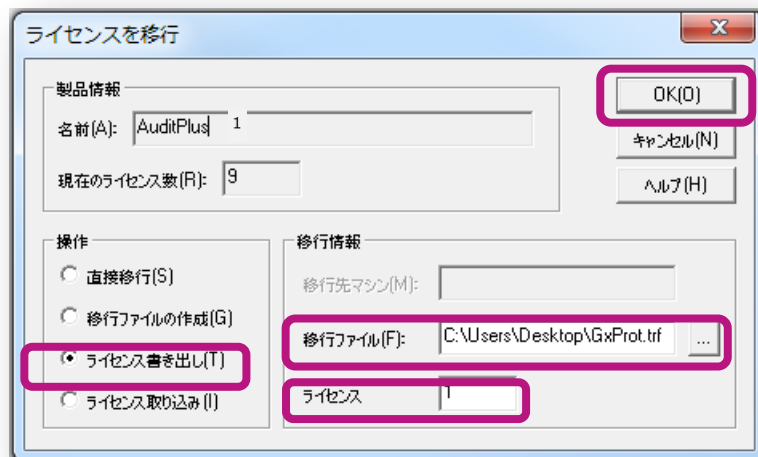 ライセンスを移行
製品情報
名前(A): AuditPlus 1
現在のライセンス数(R): 9
OK(O)
キャンセル(N)
ヘルプ(H)
操作
直接移行(S)
移行ファイルの作成(G)
ライセンス書き出し(T)
ライセンス取り込み(I)
移行情報
移行先マシン(M):
移行ファイル(F): C:\Users\Desktop\GxProt.trf ...
ライセンス 1